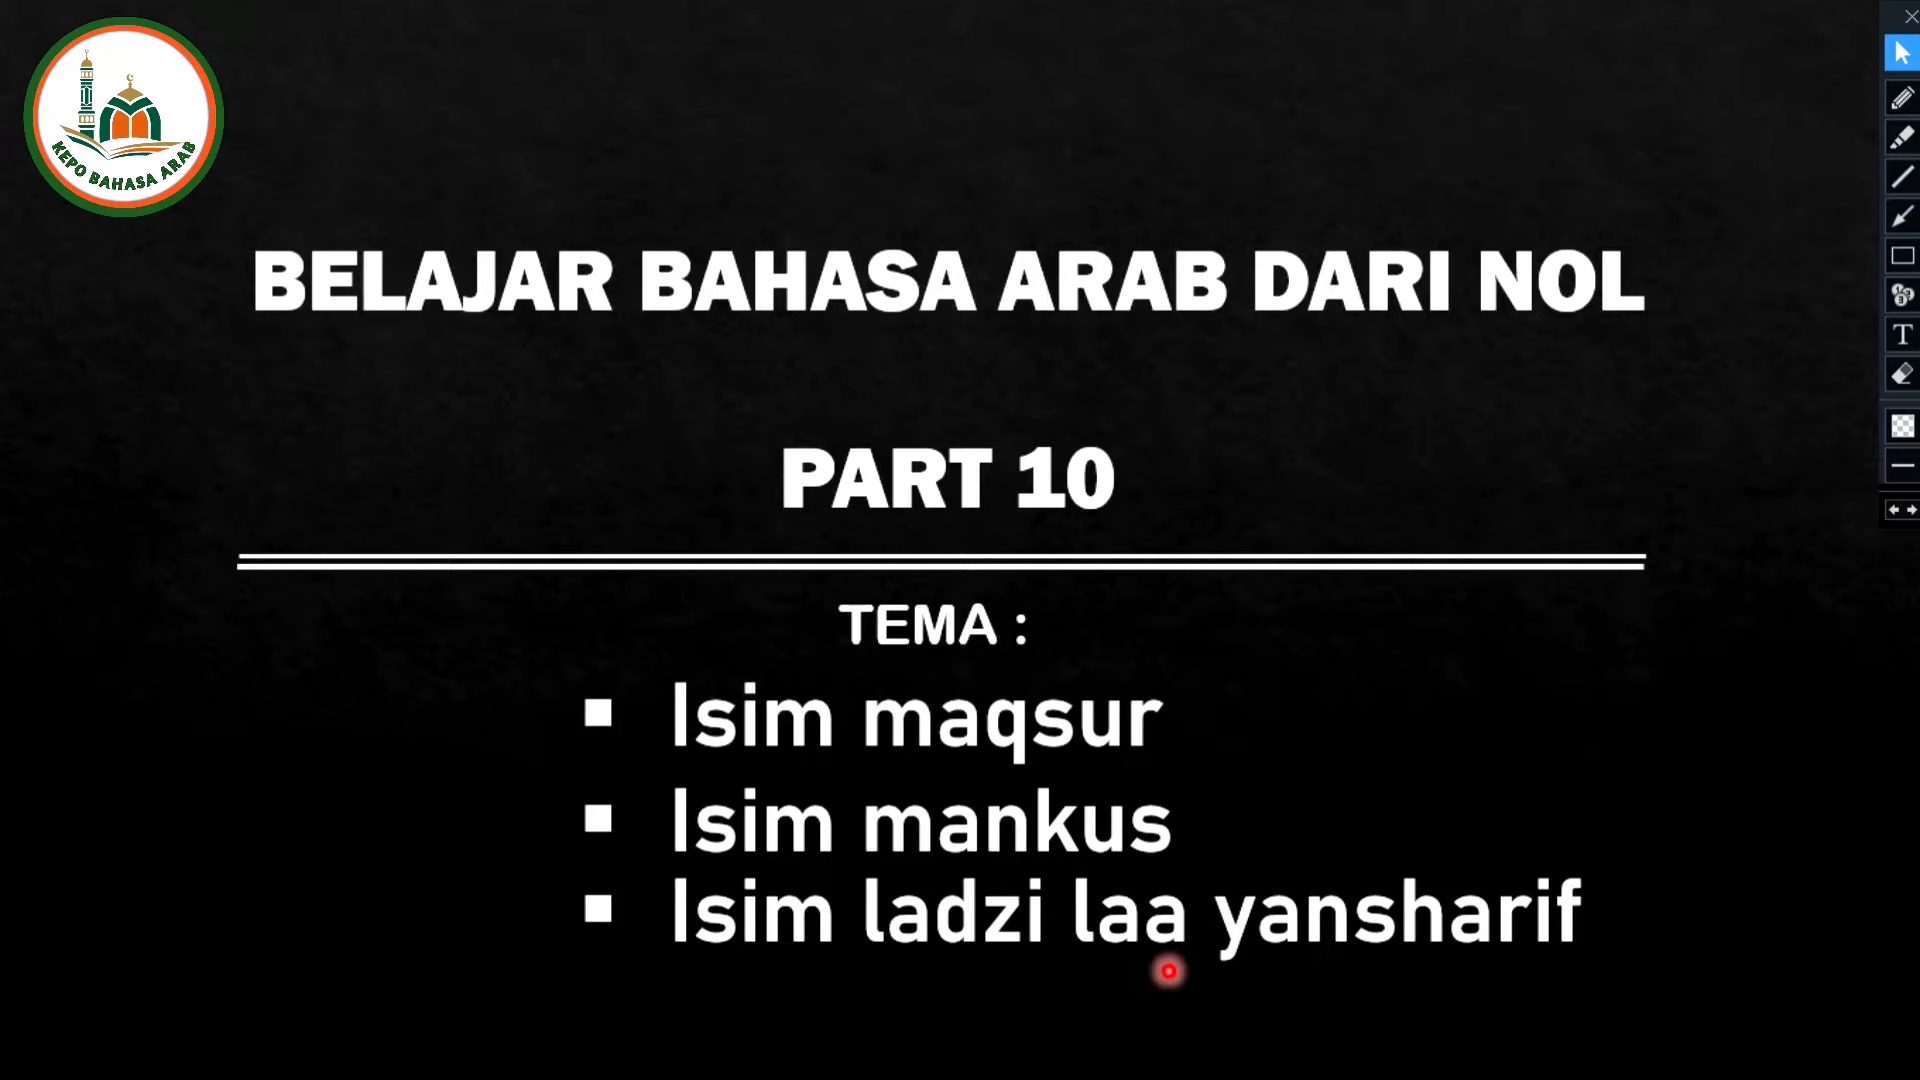 KEPO BAHASA ARAB
BELAJAR BAHASA ARAB DARI NOL
PART 10
TEMA :
▪ Isim maqsur
▪ Isim mankus
▪ Isim ladzi laa yansharif
T